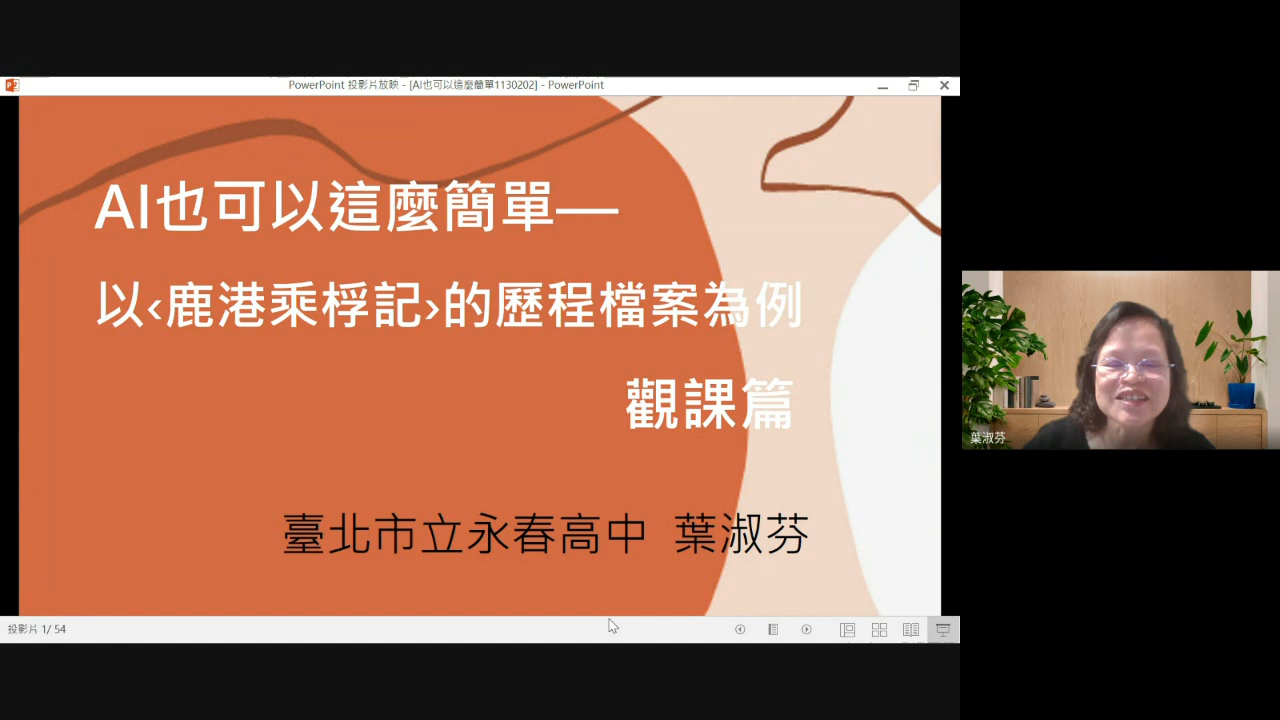 PowerPoint 投影片放映 - [AI也可以這麼簡單1130202] - PowerPoint
AI也可以這麼簡單—
以‹鹿港乘桴記›的歷程檔案為例
觀課篇
臺北市立永春高中 葉淑芬
葉淑芬
投影片 1/ 54